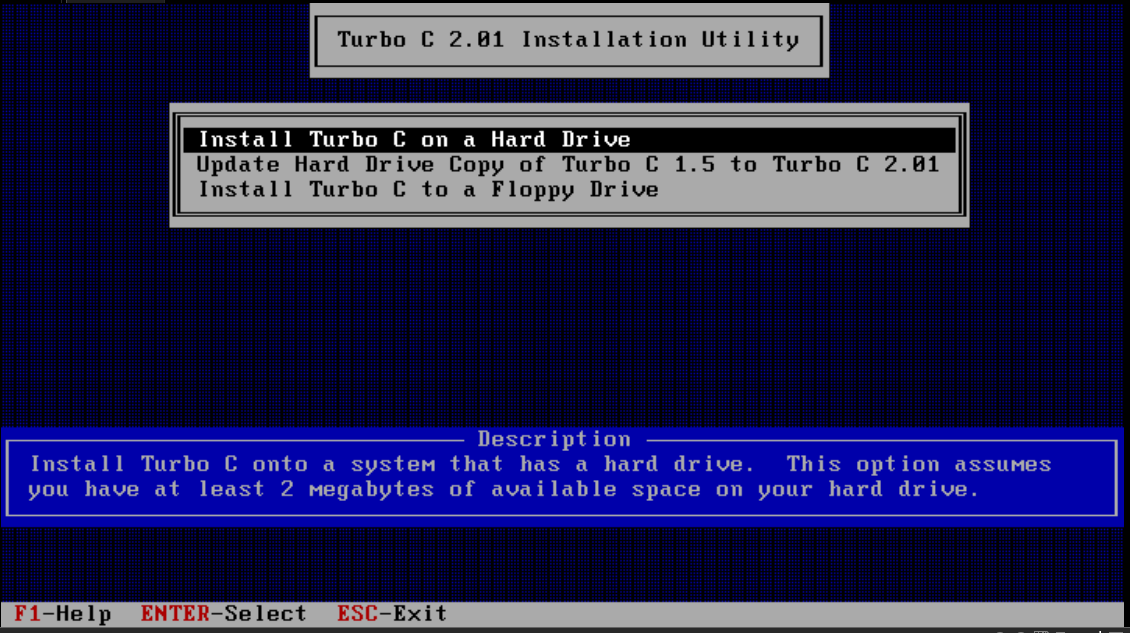 Turbo C 2.01 Installation Utility
Install Turbo C on a Hard Drive
Update Hard Drive Copy of Turbo C 1.5 to Turbo C 2.01
Install Turbo C to a Floppy Drive
Description
Install Turbo C onto a system that has a hard drive.  This option assumes
you have at least 2 megabytes of available space on your hard drive.
F1-Help  ENTER-Select  ESC-Exit